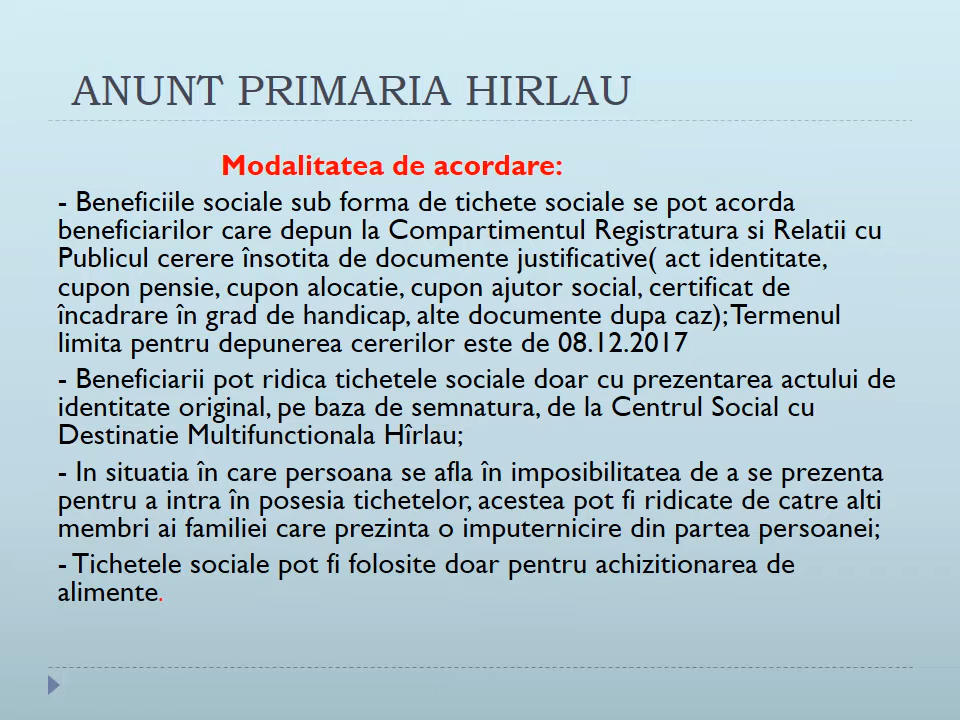 ANUNT PRIMARIA HIRLAU
Modalitatea de acordare:
- Beneficiile sociale sub forma de tichete sociale se pot acorda
beneficiarilor care depun la Compartimentul Registratura si Relatii cu
Publicul cerere însotita de documente justificative( act identitate,
cupon pensie, cupon alocatie, cupon ajutor social, certificat de
încadrare în grad de handicap, alte documente dupa caz); Termenul
limita pentru depunerea cererilor este de 08.12.2017
- Beneficiarii pot ridica tichetele sociale doar cu prezentarea actului de
identitate original, pe baza de semnatura, de la Centrul Social cu
Destinatie Multifunctionala Hîrlau;
- In situatia în care persoana se afla în imposibilitatea de a se prezenta
pentru a intra în posesia tichetelor, acestea pot fi ridicate de catre alti
membri ai familiei care prezinta o imputernicire din partea persoanei;
- Tichetele sociale pot fi folosite doar pentru achizitionarea de
alimente.